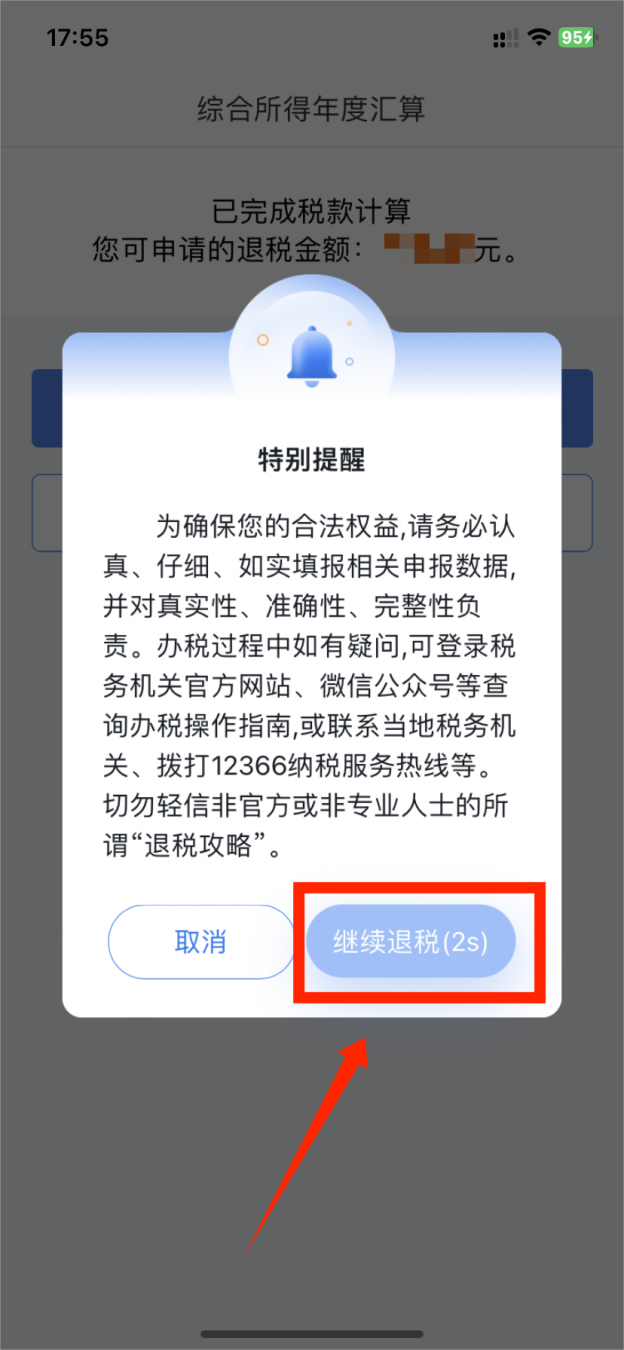 17:55
95
综合所得年度汇算
已完成税款计算
您可申请的退税金额：
元。
特别提醒
为确保您的合法权益,请务必认
真、仔细、如实填报相关申报数据,
并对真实性、准确性、完整性负
责。办税过程中如有疑问,可登录税
务机关官方网站、微信公众号等查
询办税操作指南,或联系当地税务机
关、拨打12366纳税服务热线等。
切勿轻信非官方或非专业人士的所
谓“退税攻略”。
取消
继续退税(2s)